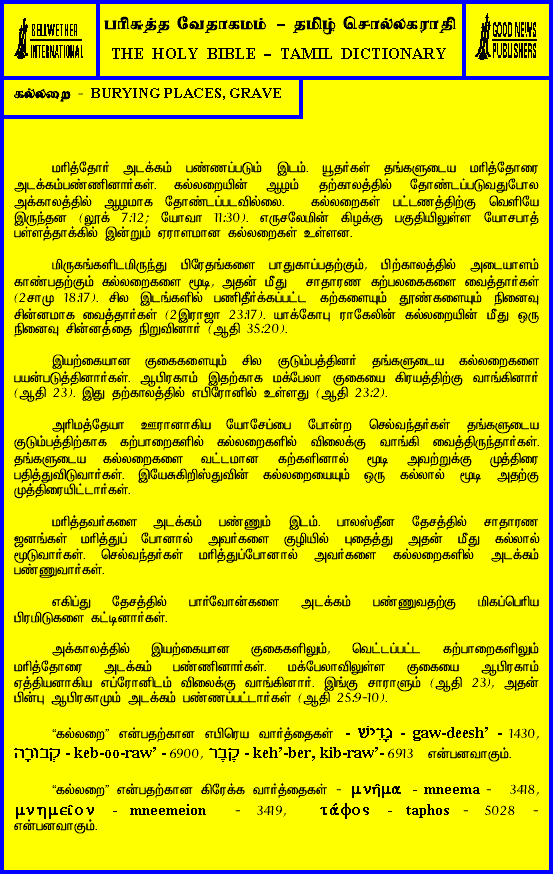 BELLWETHER
INTERNATIONAL
பரிசுத்த வேதாகமம் – தமிழ் சொல்லகராதி
THE HOLY BIBLE – TAMIL DICTIONARY
GOOD NEWS
PUBLISHERS
கல்லறை - BURYING PLACES, GRAVE
மரித்தோர் அடக்கம் பண்ணப்படும் இடம். யூதர்கள் தங்களுடைய மரித்தோரை
அடக்கம்பண்ணினார்கள். கல்லறையின் ஆழம் தற்காலத்தில் தோண்டப்படுவதுபோல
அக்காலத்தில் ஆழமாக தோண்டப்படவில்லை. கல்லறைகள் பட்டணத்திற்கு வெளியே
இருந்தன (லூக் 7:12; யோவா 11:30). எருசலேமின் கிழக்கு பகுதியிலுள்ள யோசபாத்
பள்ளத்தாக்கில் இன்றும் ஏராளமான கல்லறைகள் உள்ளன.
மிருகங்களிடமிருந்து பிரேதங்களை பாதுகாப்பதற்கும், பிற்காலத்தில் அடையாளம்
காண்பதற்கும் கல்லறைகளை மூடி, அதன் மீது சாதாரண கற்பலகைகளை வைத்தார்கள்
(2சாமு 18:17). சில இடங்களில் பணிதீர்க்கப்பட்ட கற்களையும் தூண்களையும் நினைவு
சின்னமாக வைத்தார்கள் (2இராஜா 23:17). யாக்கோபு ராகேலின் கல்லறையின் மீது ஒரு
நினைவு சின்னத்தை நிறுவினார் (ஆதி 35:20).
இயற்கையான குகைகளையும் சில குடும்பத்தினர் தங்களுடைய கல்லறைகளை
பயன்படுத்தினார்கள். ஆபிரகாம் இதற்காக மக்பேலா குகையை கிரயத்திற்கு வாங்கினார்
(ஆதி 23). இது தற்காலத்தில் எபிரோனில் உள்ளது (ஆதி 23:2).
அரிமத்தேயா ஊரானாகிய யோசேப்பை போன்ற செல்வந்தர்கள் தங்களுடைய
குடும்பத்திற்காக கற்பாறைகளில் கல்லறைகளில் விலைக்கு வாங்கி வைத்திருந்தார்கள்.
தங்களுடைய கல்லறைகளை வட்டமான கற்களினால் மூடி அவற்றுக்கு முத்திரை
பதித்துவிடுவார்கள். இயேசுகிறிஸ்துவின் கல்லறையையும் ஒரு கல்லால் மூடி அதற்கு
முத்திரையிட்டார்கள்.
மரித்தவர்களை அடக்கம் பண்ணும் இடம். பாலஸ்தீன தேசத்தில் சாதாரண
ஜனங்கள் மரித்துப் போனால் அவர்களை குழியில் புதைத்து அதன் மீது கல்லால்
மூடுவார்கள். செல்வந்தர்கள் மரித்துப்போனால் அவர்களை கல்லறைகளில் அடக்கம்
பண்ணுவார்கள்.
எகிப்து தேசத்தில் பார்வோன்களை அடக்கம் பண்ணுவதற்கு மிகப்பெரிய
பிரமிடுகளை கட்டினார்கள்.
அக்காலத்தில் இயற்கையான குகைகளிலும், வெட்டப்பட்ட கற்பாறைகளிலும்
மரித்தோரை அடக்கம் பண்ணினார்கள். மக்பேலாவிலுள்ள குகையை ஆபிரகாம்
ஏத்தியனாகிய எப்ரோனிடம் விலைக்கு வாங்கினார். இங்கு சாராளும் (ஆதி 23), அதன்
பின்பு ஆபிரகாமும் அடக்கம் பண்ணப்பட்டார்கள் (ஆதி 25:9-10).
“கல்லறை” என்பதற்கான எபிரெய வார்த்தைகள் - גָּדִישׁ - gaw-deesh’ - 1430,
קְבוּרָה - keb-oo-raw’ - 6900, קֶבֶר - keh’-ber, kib-raw’- 6913 என்பனவாகும்.
“கல்லறை” என்பதற்கான கிரேக்க வார்த்தைகள் - μνῆμα - mneema - 3418,
μνημεῖον - mneemeion - 3419, τάφος - taphos - 5028 -
என்பனவாகும்.